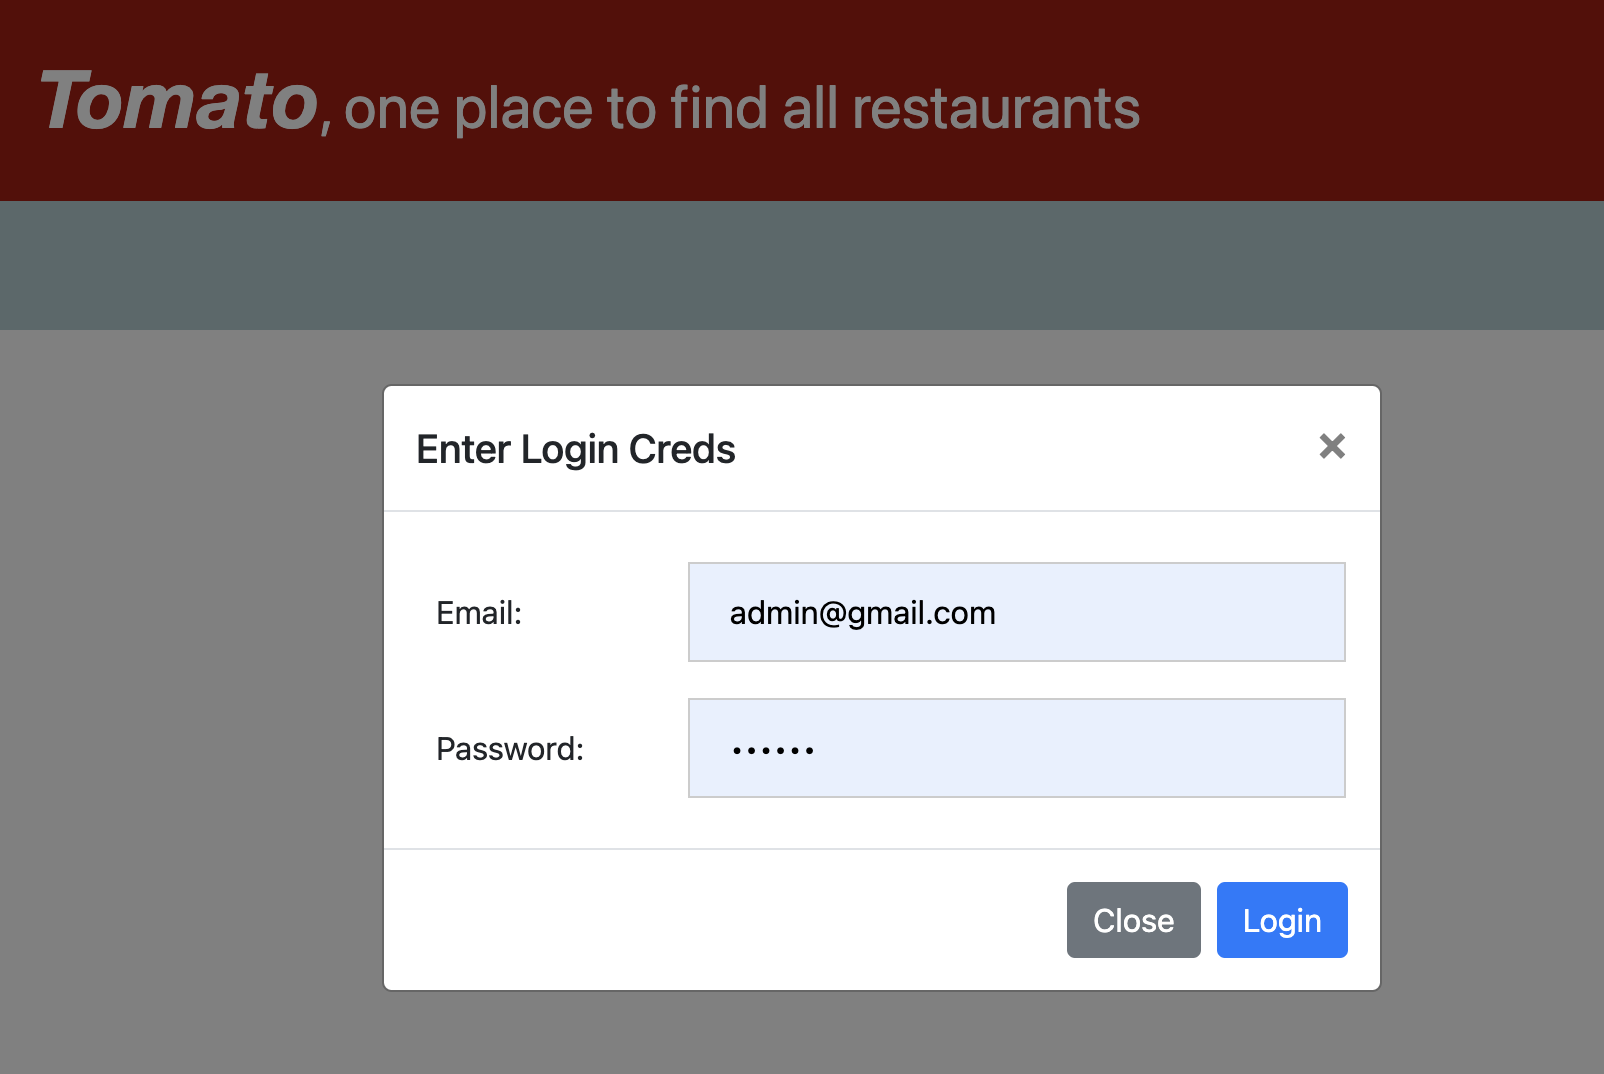 Tomato, one place to find all restaurants
Enter Login Creds ×
Email: admin@gmail.com
Password: ••••••
Close Login